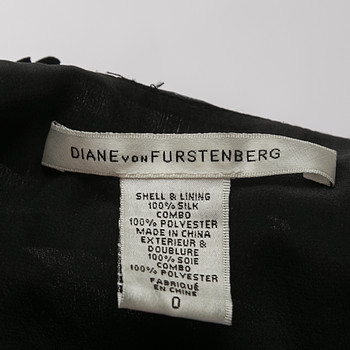 DIANE VON FURSTENBERG
SHELL & LINING
100% SILK
COMBO
100% POLYESTER
MADE IN CHINA
EXTERIEUR &
DOUBLURE
100% SOIE
COMBO
100% POLYESTER
FABRIQUÉ
EN CHINE
0